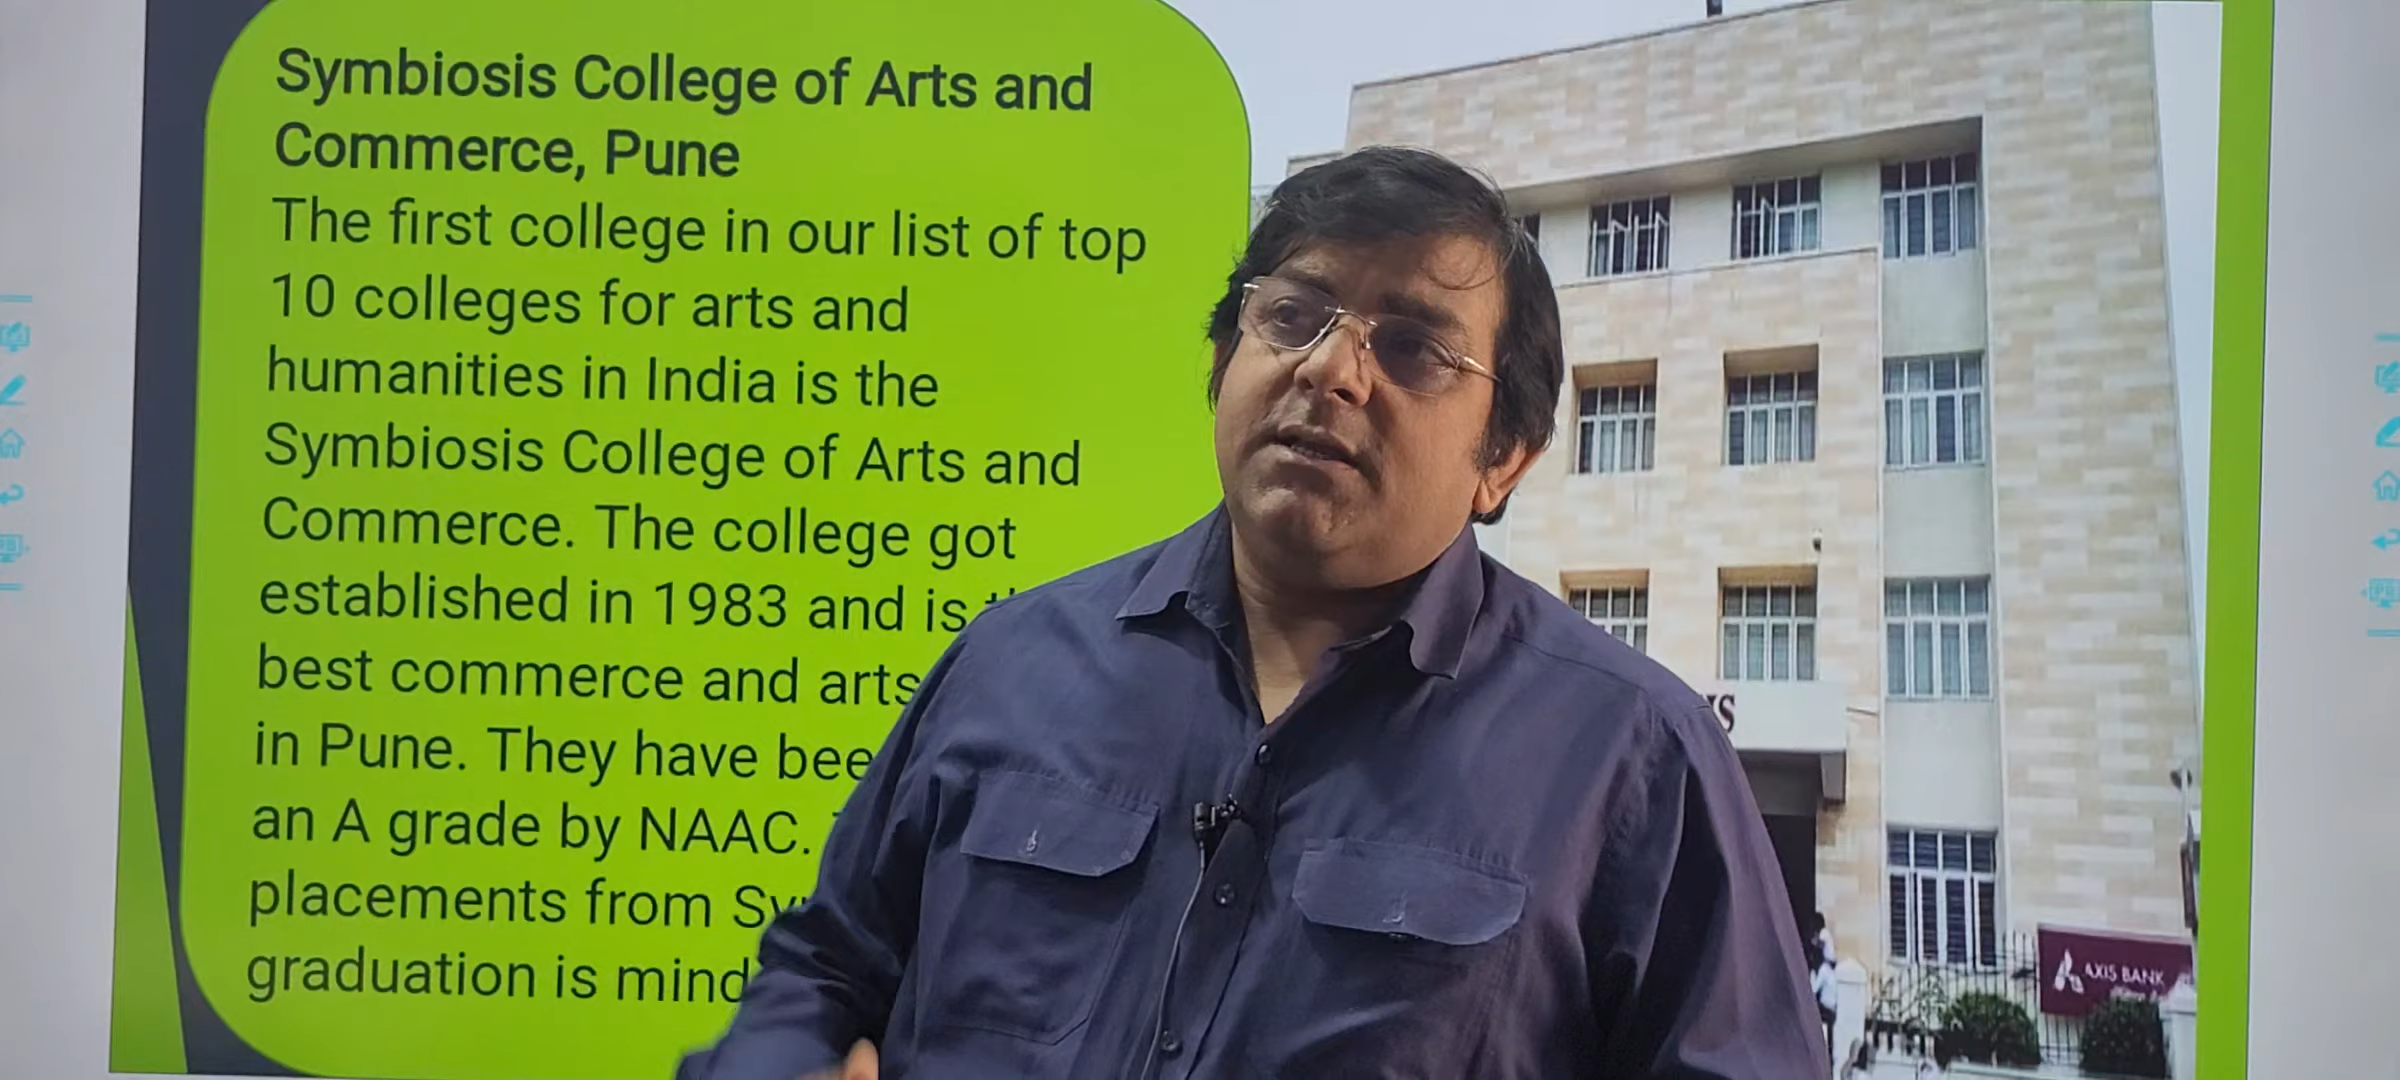 Symbiosis College of Arts and
Commerce, Pune
The first college in our list of top
10 colleges for arts and
humanities in India is the
Symbiosis College of Arts and
Commerce. The college got
established in 1983 and is
best commerce and arts
in Pune. They have
an A grade by NAAC.
placements from
graduation is
AXIS BANK